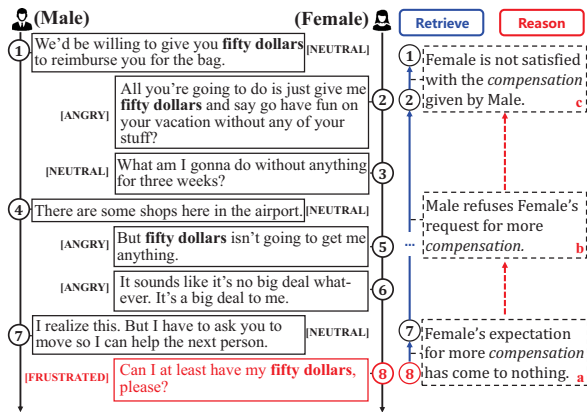 (Male)
(Female)
Retrieve
Reason
1
We'd be willing to give you fifty dollars
to reimburse you for the bag.
[NEUTRAL]
2
All you're going to do is just give me
fifty dollars and say go have fun on
your vacation without any of your
stuff?
[ANGRY]
3
What am I gonna do without anything
for three weeks?
[NEUTRAL]
4
There are some shops here in the airport.
[NEUTRAL]
5
But fifty dollars isn't going to get me
anything.
[ANGRY]
6
It sounds like it's no big deal what-
ever. It's a big deal to me.
[ANGRY]
7
I realize this. But I have to ask you to
move so I can help the next person.
[NEUTRAL]
8
Can I at least have my fifty dollars,
please?
[FRUSTRATED]
1
2
Female is not satisfied
with the compensation
given by Male.
c
...
Male refuses Female's
request for more
compensation.
b
7
8
Female's expectation
for more compensation
has come to nothing.
a